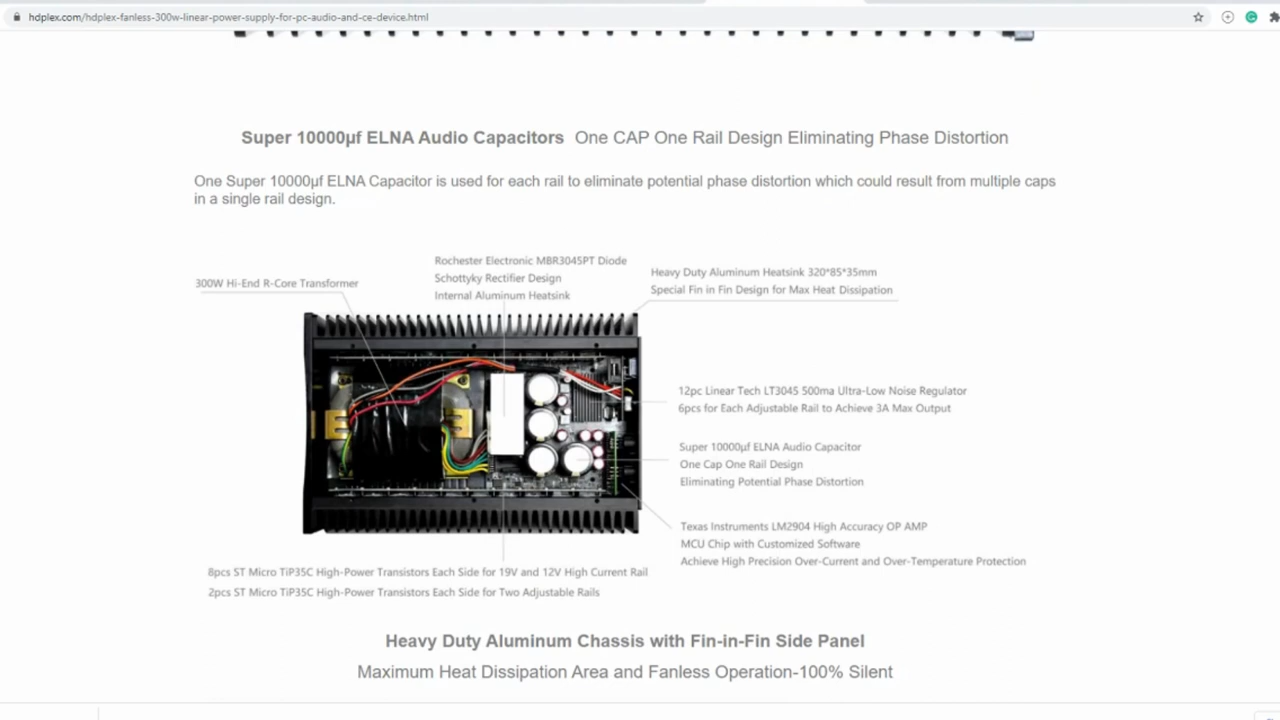 hdplex.com/hdplex-fanless-300w-linear-power-supply-for-pc-audio-and-ce-device.html
Super 10000µf ELNA Audio Capacitors One CAP One Rail Design Eliminating Phase Distortion
One Super 10000µf ELNA Capacitor is used for each rail to eliminate potential phase distortion which could result from multiple caps
in a single rail design.
300W Hi-End R-Core Transformer
Rochester Electronic MBR3045PT Diode
Schottyky Rectifier Design
Internal Aluminum Heatsink
Heavy Duty Aluminum Heatsink 320*85*35mm
Special Fin in Fin Design for Max Heat Dissipation
12pc Linear Tech LT3045 500ma Ultra-Low Noise Regulator
6pcs for Each Adjustable Rail to Achieve 3A Max Output
Super 10000µf ELNA Audio Capacitor
One Cap One Rail Design
Eliminating Potential Phase Distortion
Texas Instruments LM2904 High Accuracy OP AMP
MCU Chip with Customized Software
Achieve High Precision Over-Current and Over-Temperature Protection
8pcs ST Micro TiP35C High-Power Transistors Each Side for 19V and 12V High Current Rail
2pcs ST Micro TiP35C High-Power Transistors Each Side for Two Adjustable Rails
Heavy Duty Aluminum Chassis with Fin-in-Fin Side Panel
Maximum Heat Dissipation Area and Fanless Operation-100% Silent